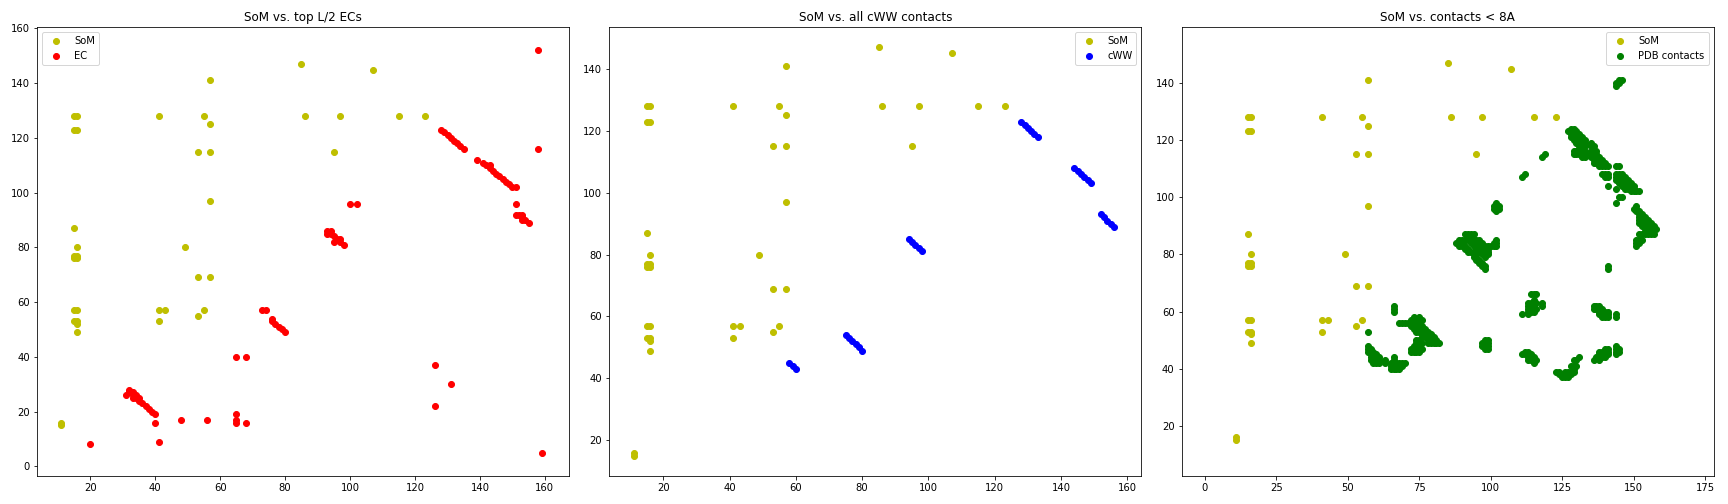 SoM vs. top L/2 ECs
SoM
EC
160
140
120
100
80
60
40
20
0
20 40 60 80 100 120 140 160
SoM vs. all cWW contacts
SoM
cWW
140
120
100
80
60
40
20
20 40 60 80 100 120 140 160
SoM vs. contacts < 8A
SoM
PDB contacts
140
120
100
80
60
40
20
0 25 50 75 100 125 150 175